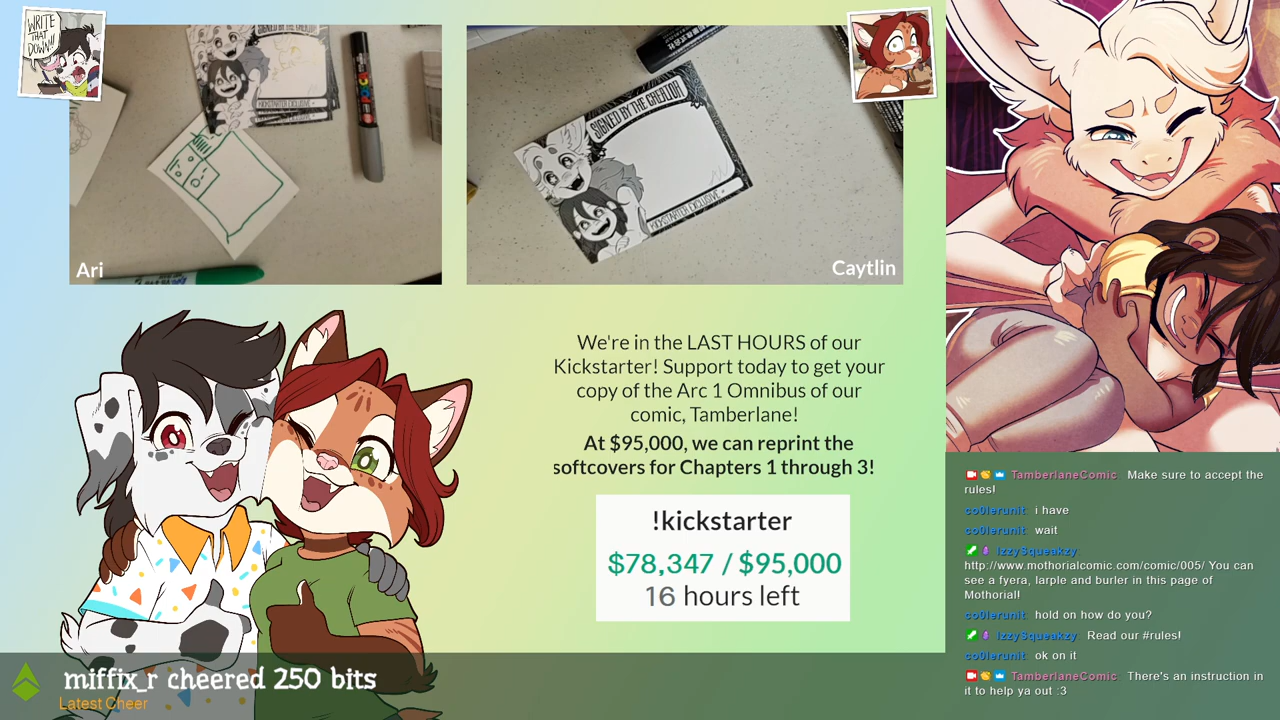 WRITE
THAT
DOWN!!!
SIGNED BY THE CREATOR
KICKSTARTER EXCLUSIVE
POSCA
Ari
SIGNED BY THE CREATOR
KICKSTARTER EXCLUSIVE
Caytlin
We're in the LAST HOURS of our
Kickstarter! Support today to get your
copy of the Arc 1 Omnibus of our
comic, Tamberlane!
At $95,000, we can reprint the
softcovers for Chapters 1 through 3!
!kickstarter
$78,347 / $95,000
16 hours left
miffix_r cheered 250 bits
Latest Cheer
TamberlaneComic: Make sure to accept the
rules!
co0lerunit: i have
co0lerunit: wait
IzzySqueakzy:
http://www.mothorialcomic.com/comic/005/ You can
see a fyera, larple and burler in this page of
Mothorial!
co0lerunit: hold on how do you?
IzzySqueakzy: Read our #rules!
co0lerunit: ok on it
TamberlaneComic: There's an instruction in
it to help ya out :3